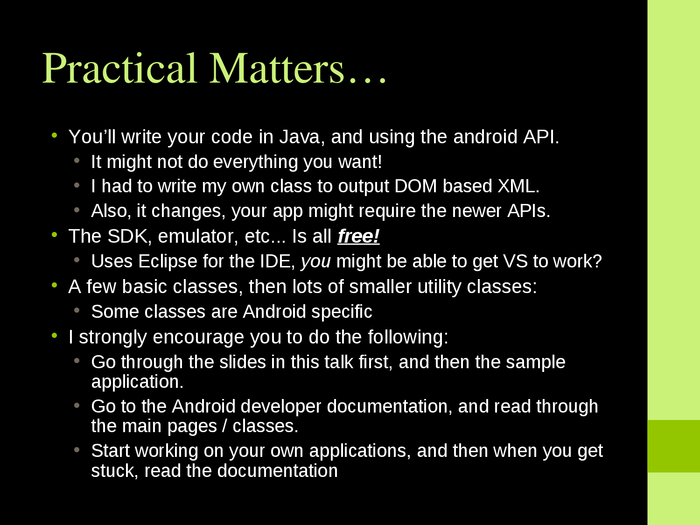 Practical Matters…
• You’ll write your code in Java, and using the android API.
• It might not do everything you want!
• I had to write my own class to output DOM based XML.
• Also, it changes, your app might require the newer APIs.
• The SDK, emulator, etc... Is all free!
• Uses Eclipse for the IDE, you might be able to get VS to work?
• A few basic classes, then lots of smaller utility classes:
• Some classes are Android specific
• I strongly encourage you to do the following:
• Go through the slides in this talk first, and then the sample
application.
• Go to the Android developer documentation, and read through
the main pages / classes.
• Start working on your own applications, and then when you get
stuck, read the documentation